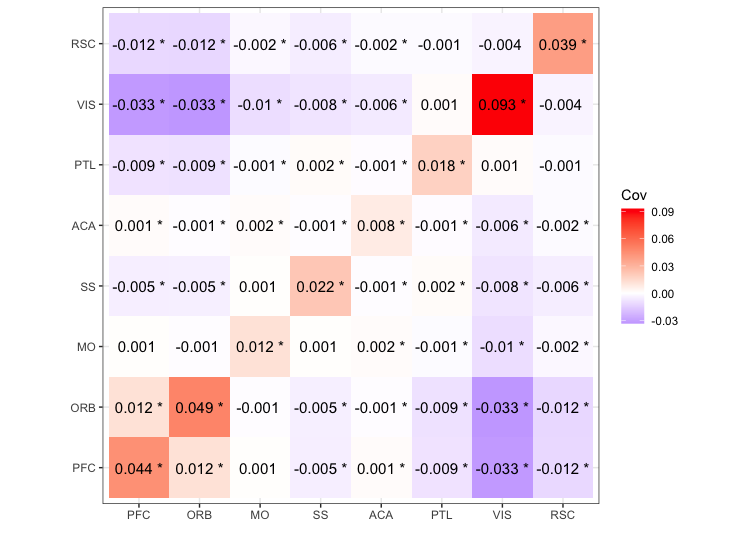 RSC -0.012 * -0.012 * -0.002 * -0.006 * -0.002 * -0.001 -0.004 0.039 *
VIS -0.033 * -0.033 * -0.01 * -0.008 * -0.006 * 0.001 0.093 * -0.004
PTL -0.009 * -0.009 * -0.001 * 0.002 * -0.001 * 0.018 * 0.001 -0.001
ACA 0.001 * -0.001 * 0.002 * -0.001 * 0.008 * -0.001 * -0.006 * -0.002 *
SS -0.005 * -0.005 * 0.001 0.022 * -0.001 * 0.002 * -0.008 * -0.006 *
MO 0.001 -0.001 0.012 * 0.001 0.002 * -0.001 * -0.01 * -0.002 *
ORB 0.012 * 0.049 * -0.001 -0.005 * -0.001 * -0.009 * -0.033 * -0.012 *
PFC 0.044 * 0.012 * 0.001 -0.005 * 0.001 * -0.009 * -0.033 * -0.012 *
PFC ORB MO SS ACA PTL VIS RSC
Cov
0.09
0.06
0.03
0.00
-0.03